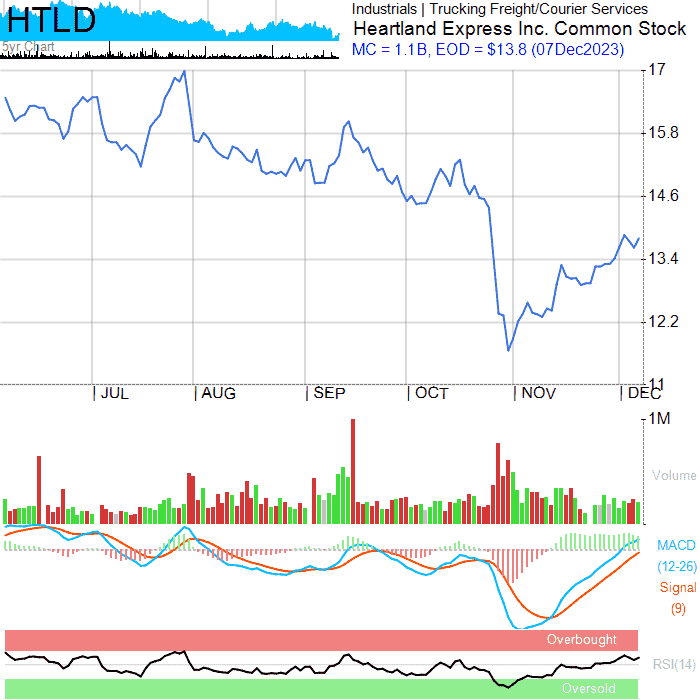 HTLD
5yr Chart
Industrials | Trucking Freight/Courier Services
Heartland Express Inc. Common Stock
MC = 1.1B, EOD = $13.8 (07Dec2023)
17
15.8
14.6
13.4
12.2
11
JUL AUG SEP OCT NOV DEC
1M
Volume
MACD
(12-26)
Signal
(9)
Overbought
RSI(14)
Oversold